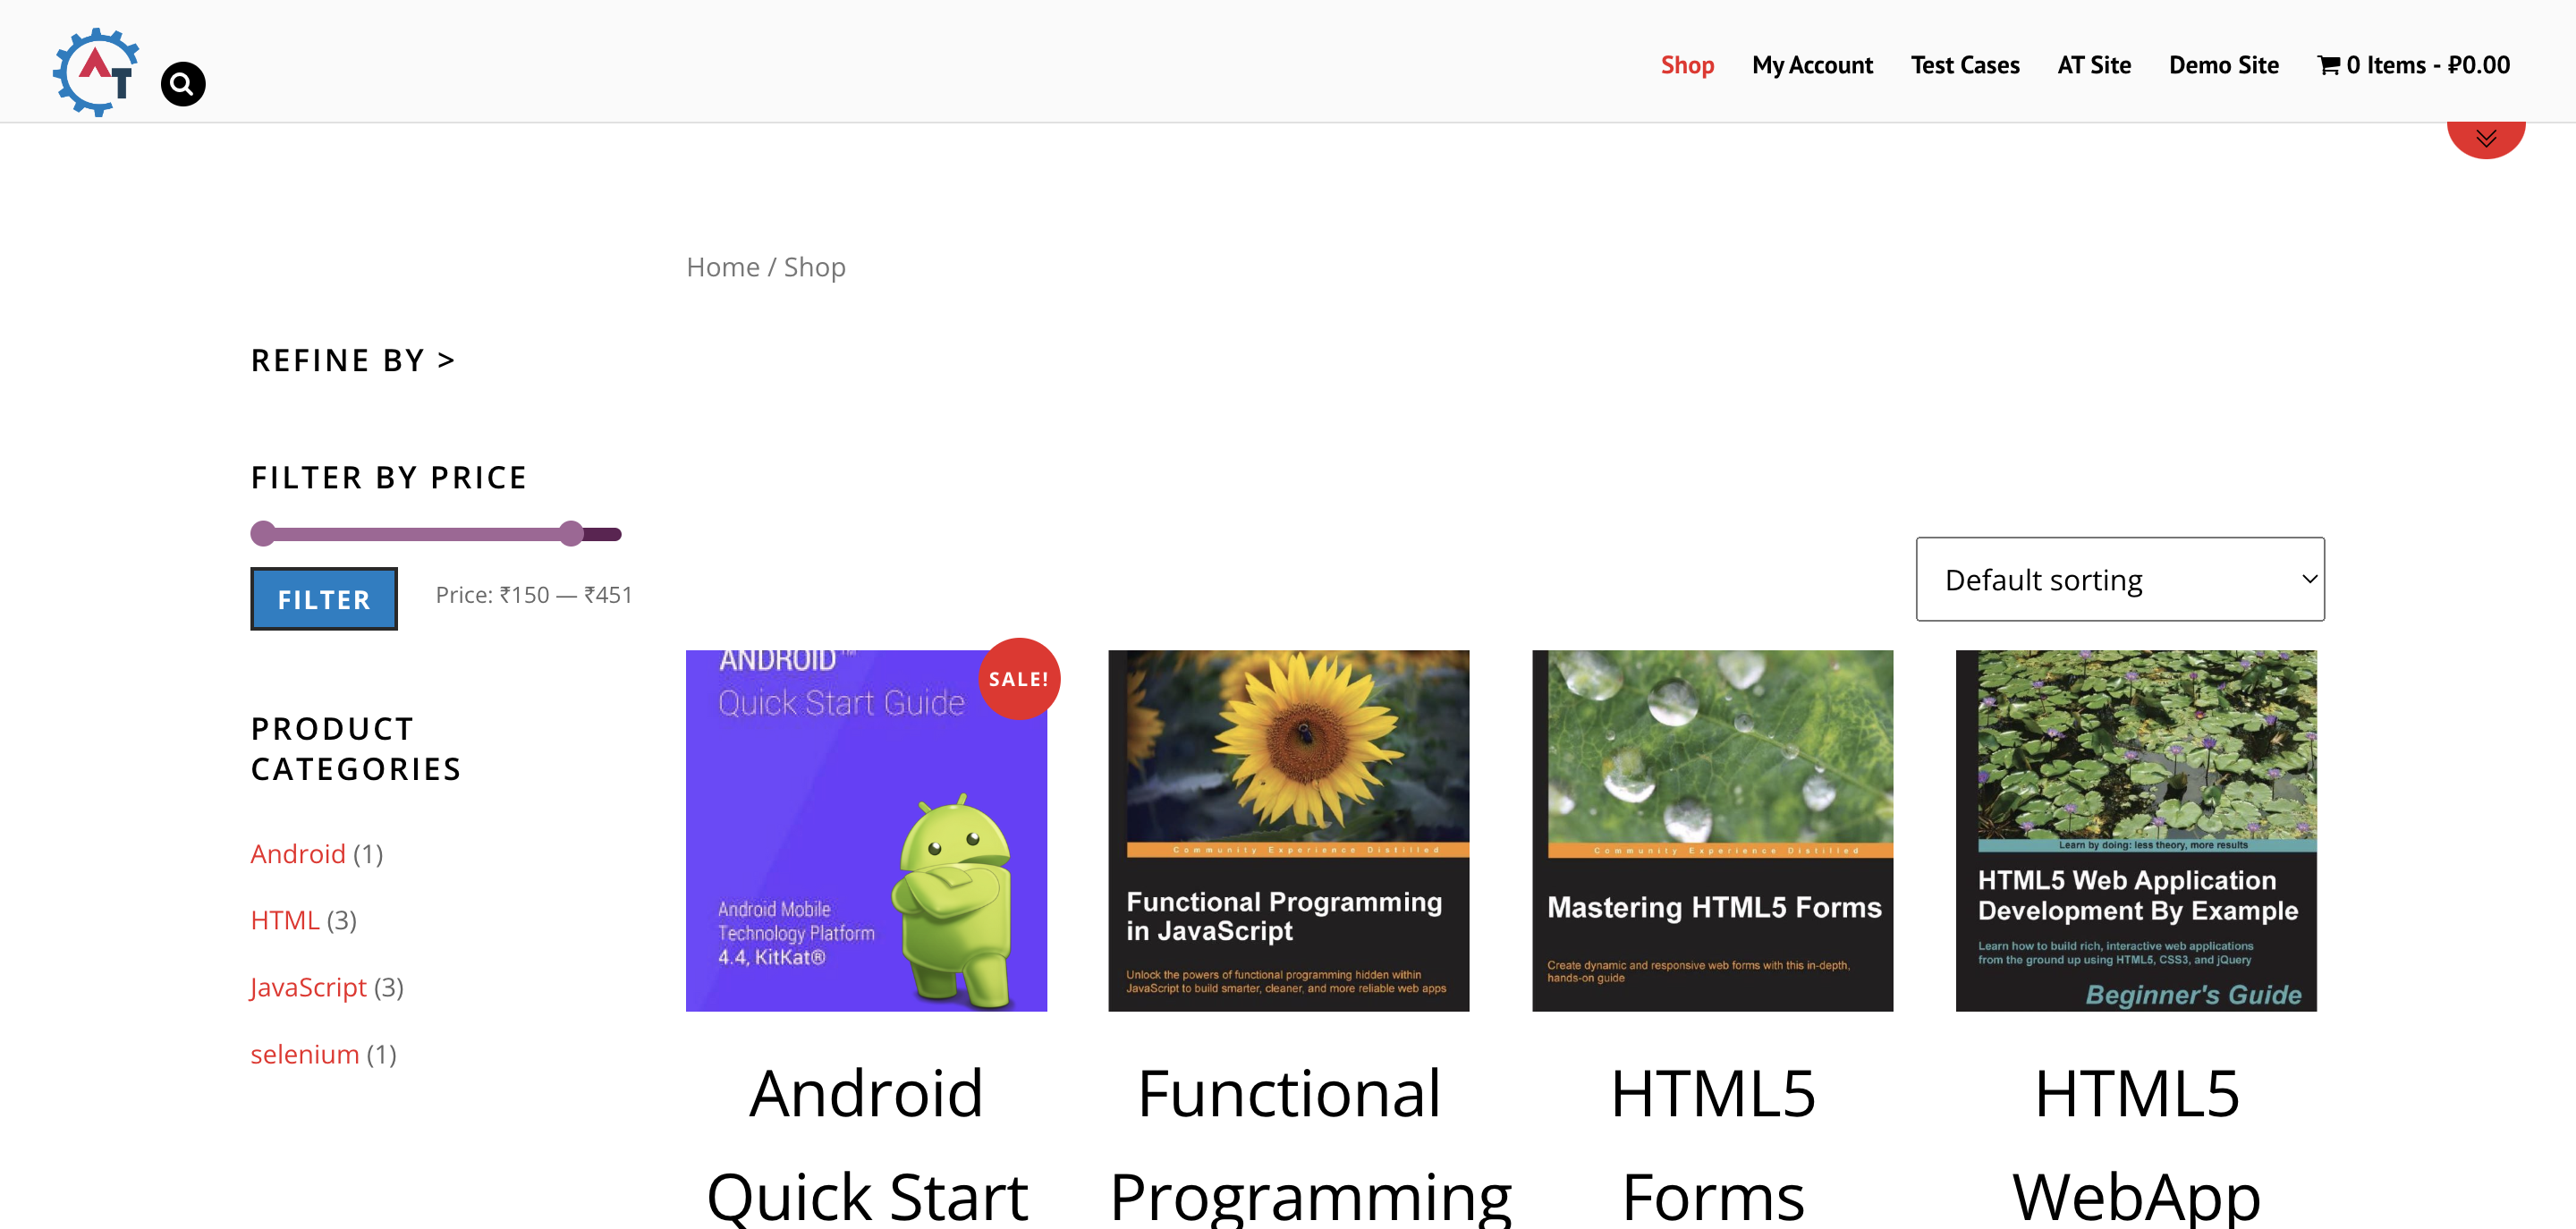 AT
Shop
My Account
Test Cases
AT Site
Demo Site
0 Items - ₽0.00
Home / Shop
REFINE BY >
FILTER BY PRICE
FILTER
Price: ₹150 — ₹451
Default sorting
PRODUCT
CATEGORIES
Android (1)
HTML (3)
JavaScript (3)
selenium (1)
ANDROID™
Quick Start Guide
SALE!
Android Mobile
Technology Platform
4.4, KitKat®
Community Experience Distilled
Functional Programming
in JavaScript
Unlock the powers of functional programming hidden within
JavaScript to build smarter, cleaner, and more reliable web apps
Community Experience Distilled
Mastering HTML5 Forms
Create dynamic and responsive web forms with this in-depth,
hands-on guide
Learn by doing: less theory, more results
HTML5 Web Application
Development By Example
Learn how to build rich, interactive web applications
from the ground up using HTML5, CSS3, and jQuery
Beginner's Guide
Android
Quick Start
Functional
Programming
HTML5
Forms
HTML5
WebApp